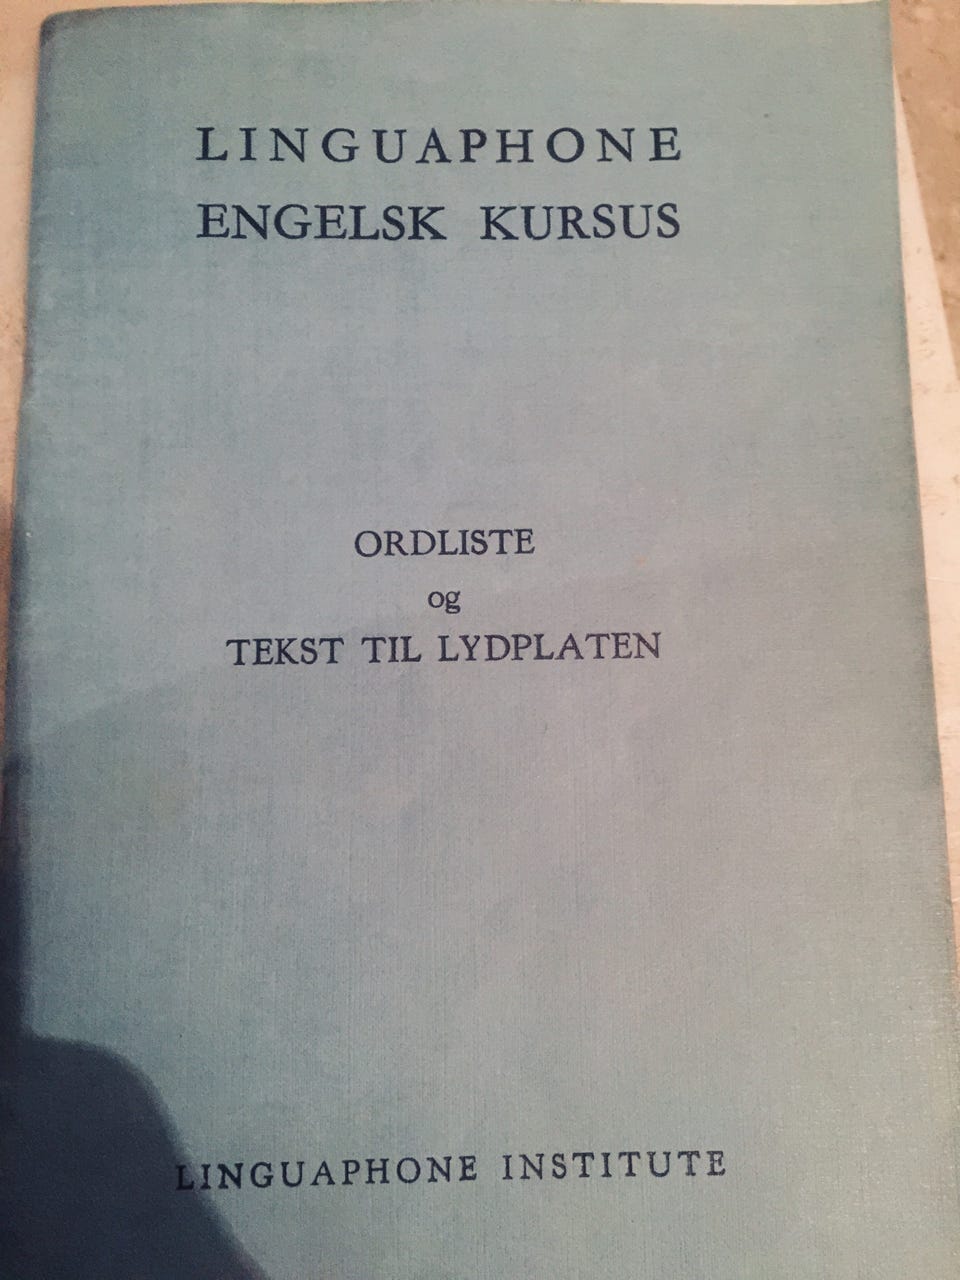 LINGUAPHONE
ENGELSK KURSUS
ORDLISTE
og
TEKST TIL LYDPLATEN
LINGUAPHONE INSTITUTE